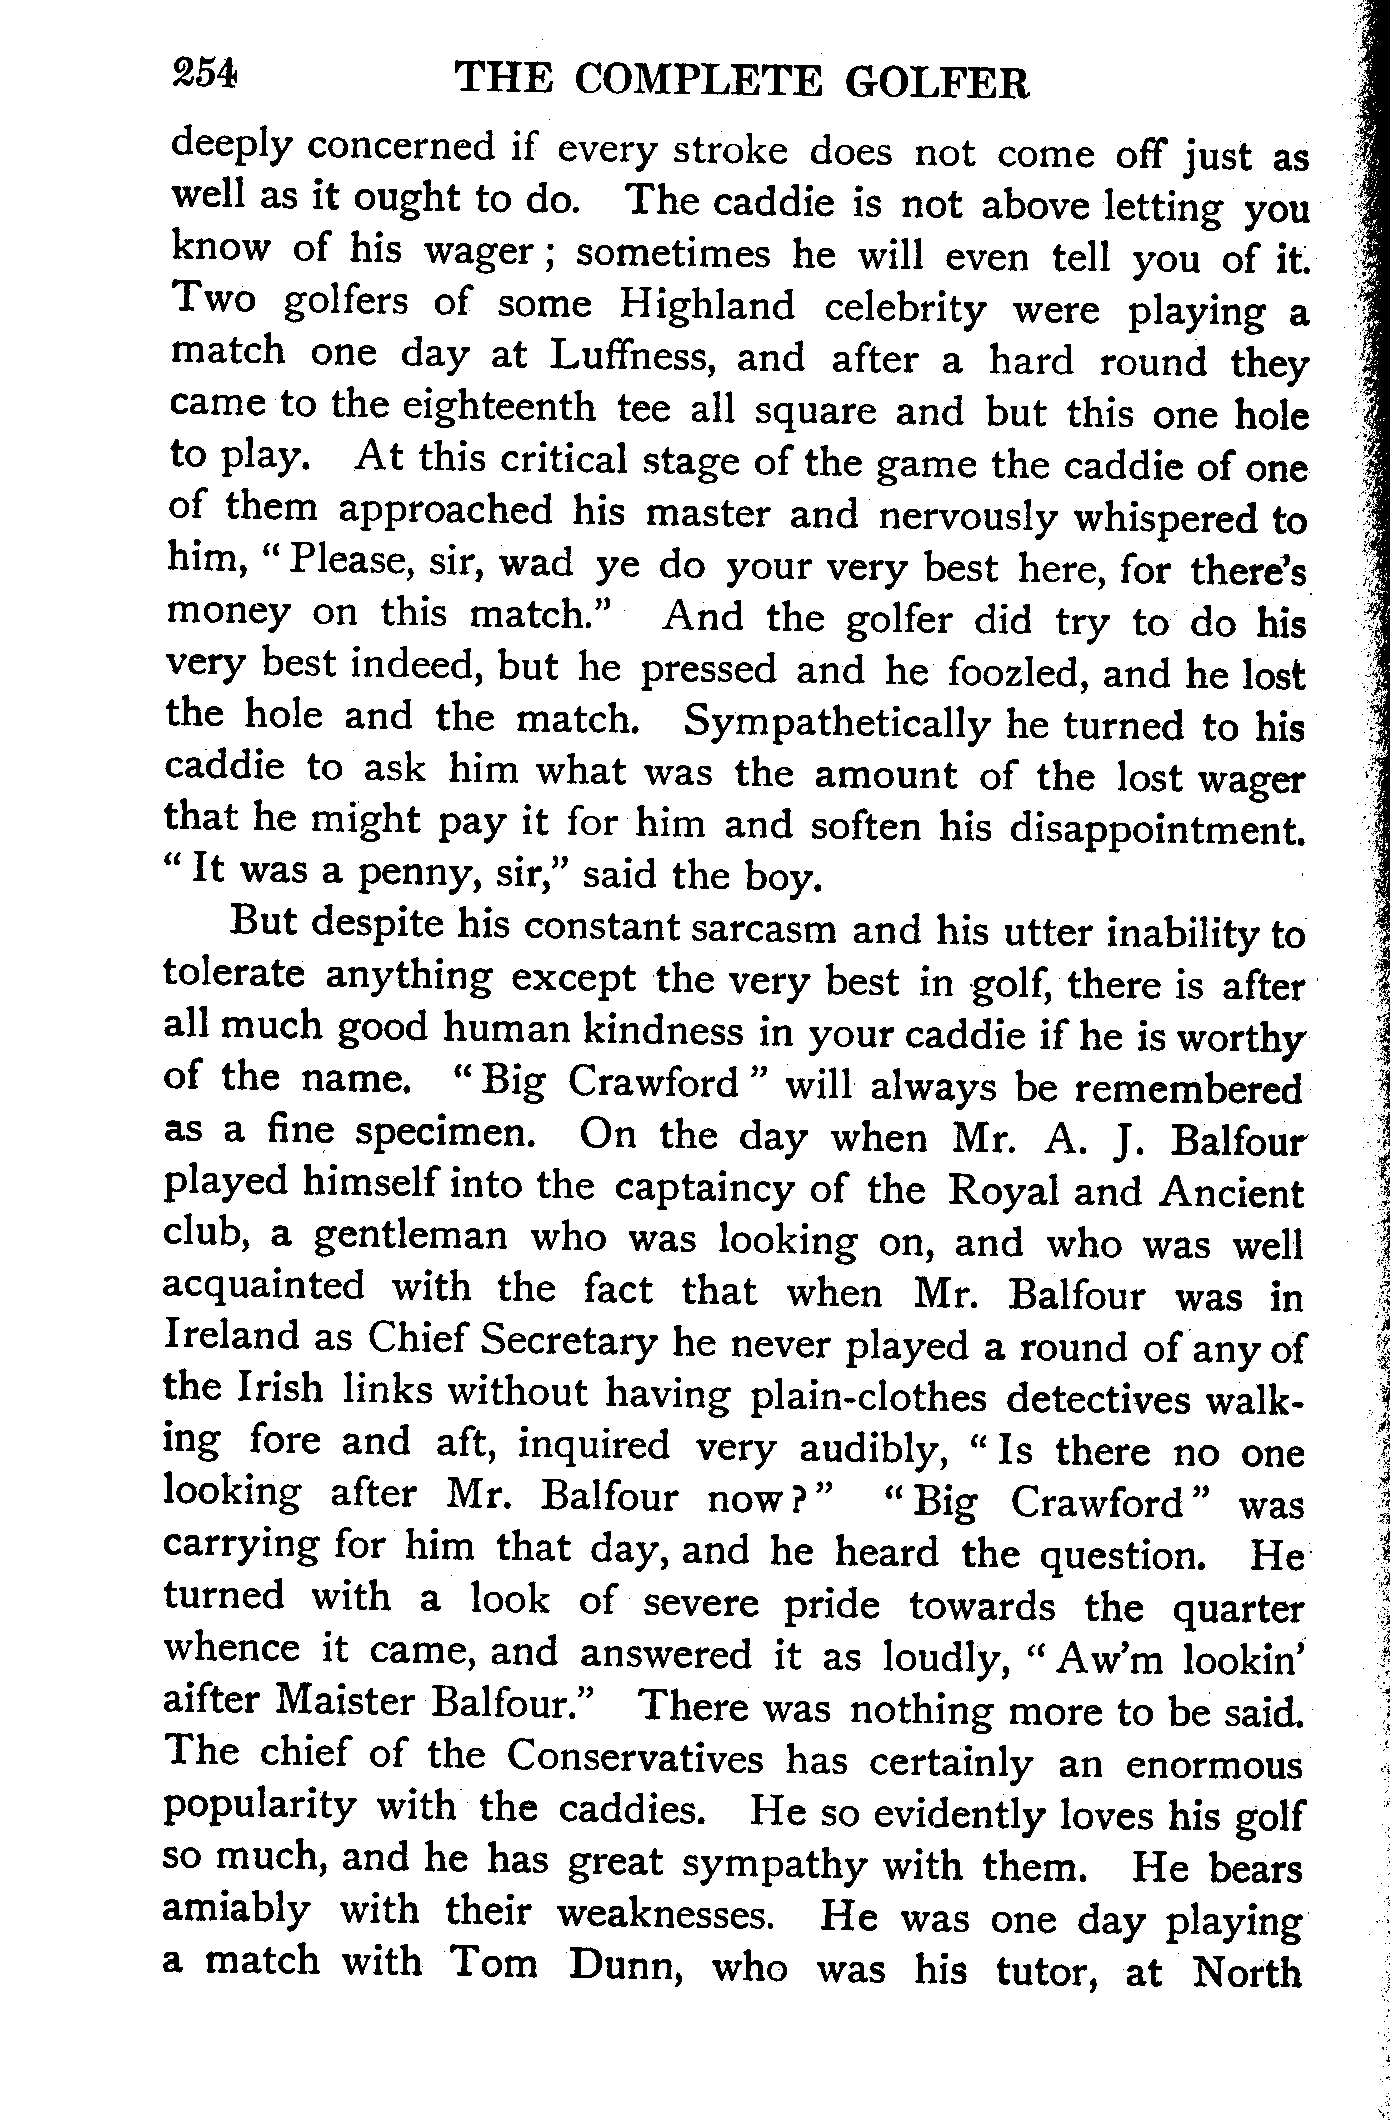 254 THE COMPLETE GOLFER
deeply concerned if every stroke does not come off just as
well as it ought to do. The caddie is not above letting you
know of his wager; sometimes he will even tell you of it.
Two golfers of some Highland celebrity were playing a
match one day at Luffness, and after a hard round they
came to the eighteenth tee all square and but this one hole
to play. At this critical stage of the game the caddie of one
of them approached his master and nervously whispered to
him, "Please, sir, wad ye do your very best here, for there's
money on this match." And the golfer did try to do his
very best indeed, but he pressed and he foozled, and he lost
the hole and the match. Sympathetically he turned to his
caddie to ask him what was the amount of the lost wager
that he might pay it for him and soften his disappointment.
"It was a penny, sir," said the boy.
But despite his constant sarcasm and his utter inability to
tolerate anything except the very best in golf, there is after
all much good human kindness in your caddie if he is worthy
of the name. "Big Crawford" will always be remembered
as a fine specimen. On the day when Mr. A. J. Balfour
played himself into the captaincy of the Royal and Ancient
club, a gentleman who was looking on, and who was well
acquainted with the fact that when Mr. Balfour was in
Ireland as Chief Secretary he never played a round of any of
the Irish links without having plain-clothes detectives walk-
ing fore and aft, inquired very audibly, "Is there no one
looking after Mr. Balfour now?" "Big Crawford" was
carrying for him that day, and he heard the question. He
turned with a look of severe pride towards the quarter
whence it came, and answered it as loudly, "Aw'm lookin'
aifter Maister Balfour." There was nothing more to be said.
The chief of the Conservatives has certainly an enormous
popularity with the caddies. He so evidently loves his golf
so much, and he has great sympathy with them. He bears
amiably with their weaknesses. He was one day playing
a match with Tom Dunn, who was his tutor, at North